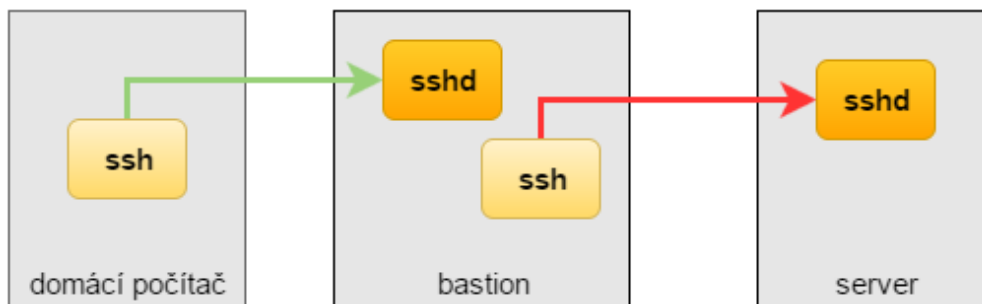 sshd
sshd
ssh
ssh
domácí počítač
bastion
server